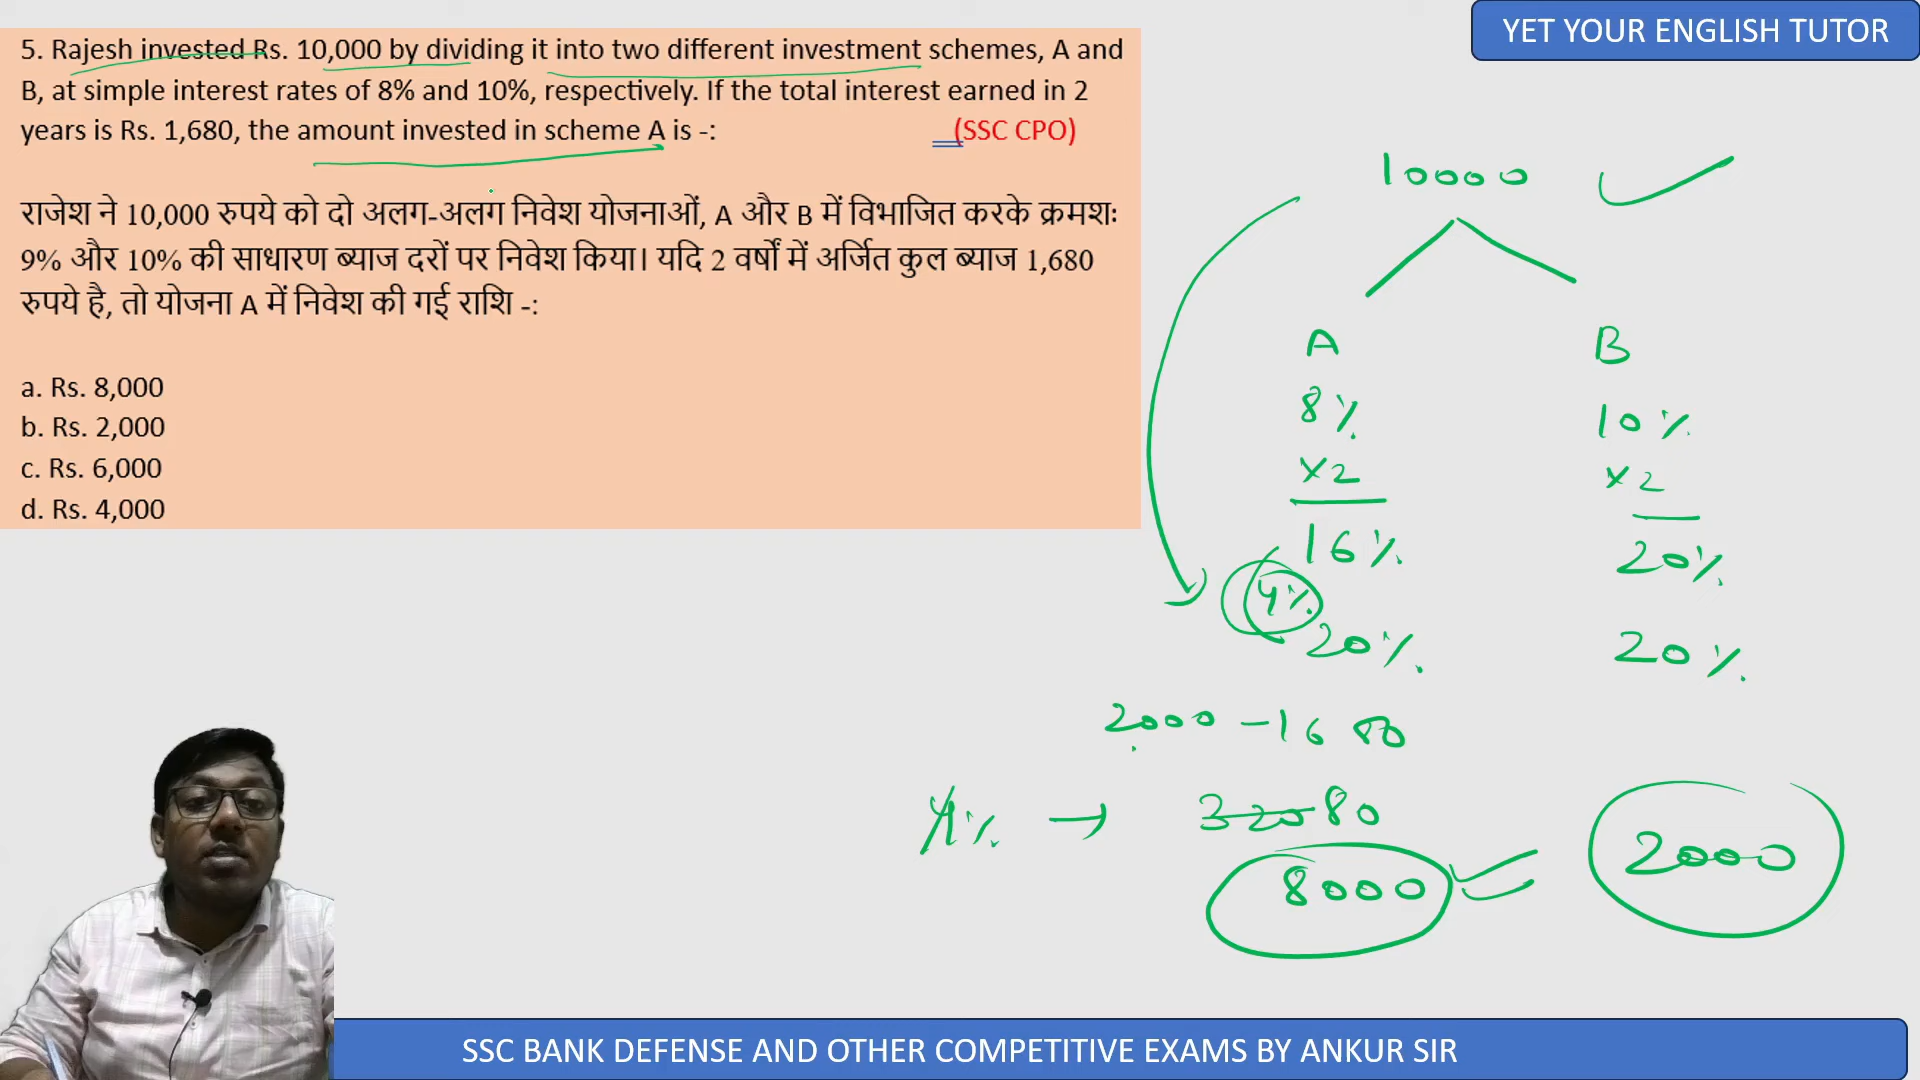 YET YOUR ENGLISH TUTOR
5. Rajesh invested Rs. 10,000 by dividing it into two different investment schemes, A and
B, at simple interest rates of 8% and 10%, respectively. If the total interest earned in 2
years is Rs. 1,680, the amount invested in scheme A is -: (SSC CPO)
राजेश ने 10,000 रुपये को दो अलग-अलग निवेश योजनाओं, A और B में विभाजित करके क्रमशः
9% और 10% की साधारण ब्याज दरों पर निवेश किया। यदि 2 वर्षों में अर्जित कुल ब्याज 1,680
रुपये है, तो योजना A में निवेश की गई राशि -:
a. Rs. 8,000
b. Rs. 2,000
c. Rs. 6,000
d. Rs. 4,000
10000
A B
8% 10%
×2 ×2
16% 20%
4%
20% 20%
2000 - 1680
4% → 320 80
8000 2000
SSC BANK DEFENSE AND OTHER COMPETITIVE EXAMS BY ANKUR SIR